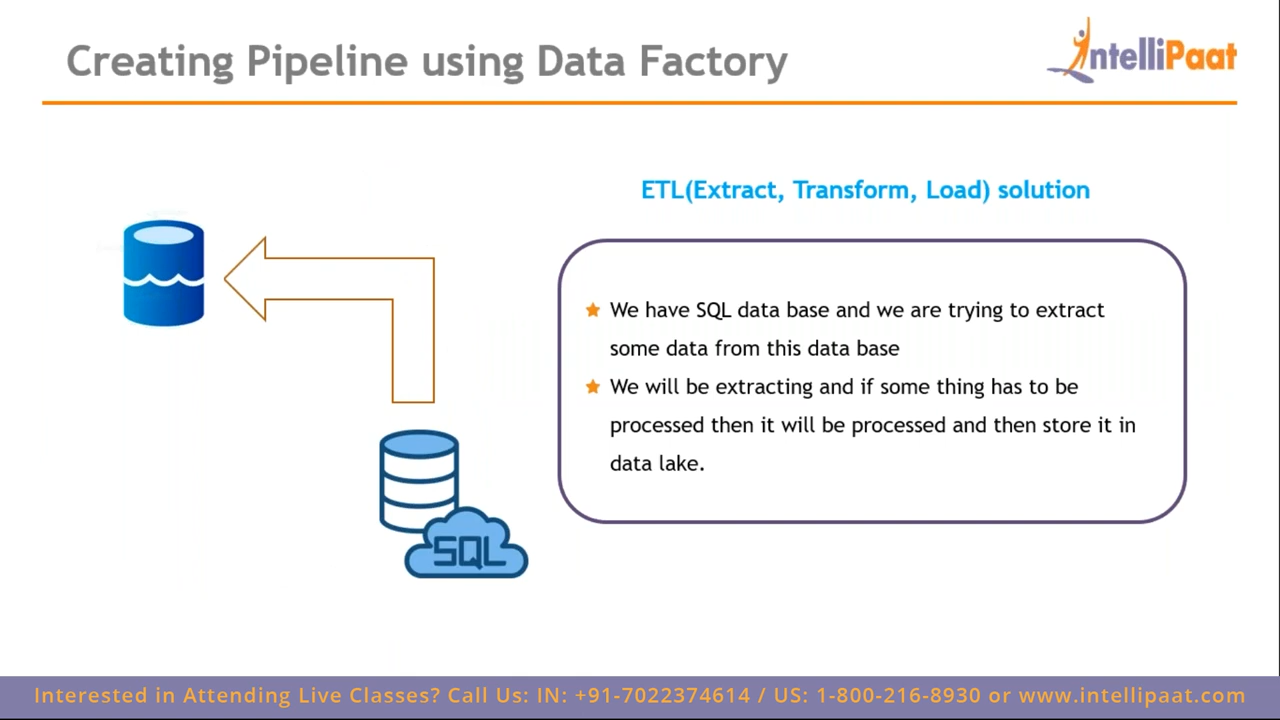 Creating Pipeline using Data Factory
IntelliPaat
ETL(Extract, Transform, Load) solution
We have SQL data base and we are trying to extract
some data from this data base
We will be extracting and if some thing has to be
processed then it will be processed and then store it in
data lake.
SQL
Interested in Attending Live Classes? Call Us: IN: +91-7022374614 / US: 1-800-216-8930 or www.intellipaat.com